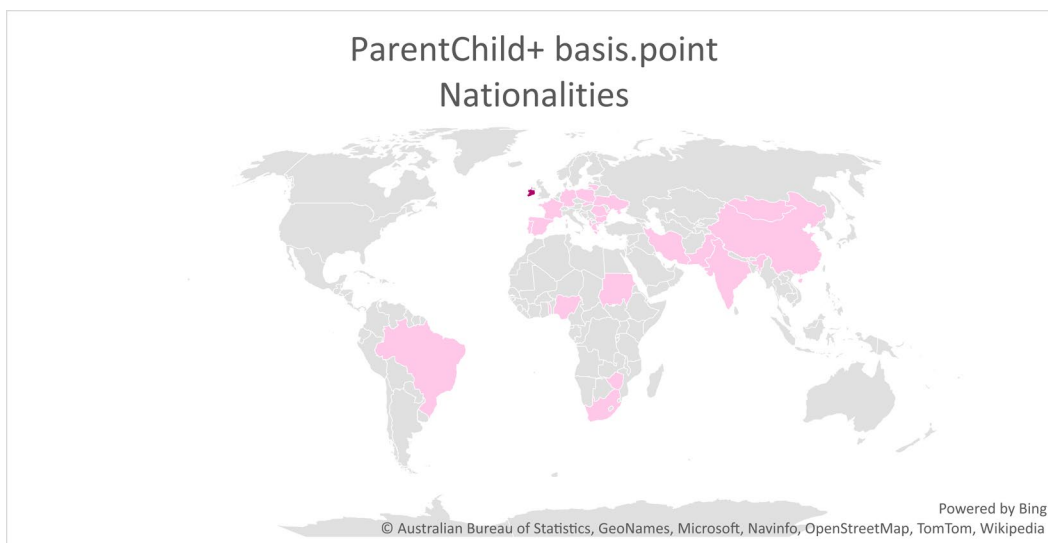 ParentChild+ basis.point
Nationalities
Powered by Bing
© Australian Bureau of Statistics, GeoNames, Microsoft, Navinfo, OpenStreetMap, TomTom, Wikipedia